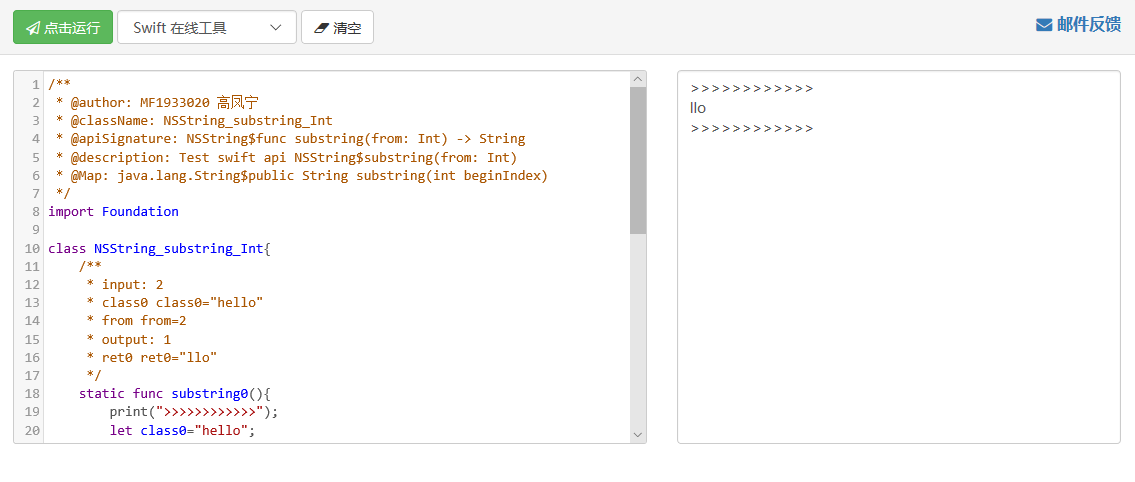 点击运行 Swift 在线工具 清空 邮件反馈
1 /**
2 * @author: MF1933020 高凤宁
3 * @className: NSString_substring_Int
4 * @apiSignature: NSString$func substring(from: Int) -> String
5 * @description: Test swift api NSString$substring(from: Int)
6 * @Map: java.lang.String$public String substring(int beginIndex)
7 */
8 import Foundation
9
10 class NSString_substring_Int{
11 /**
12 * input: 2
13 * class0 class0="hello"
14 * from from=2
15 * output: 1
16 * ret0 ret0="llo"
17 */
18 static func substring0(){
19 print(">>>>>>>>>>>>");
20 let class0="hello";
>>>>>>>>>>>>
llo
>>>>>>>>>>>>